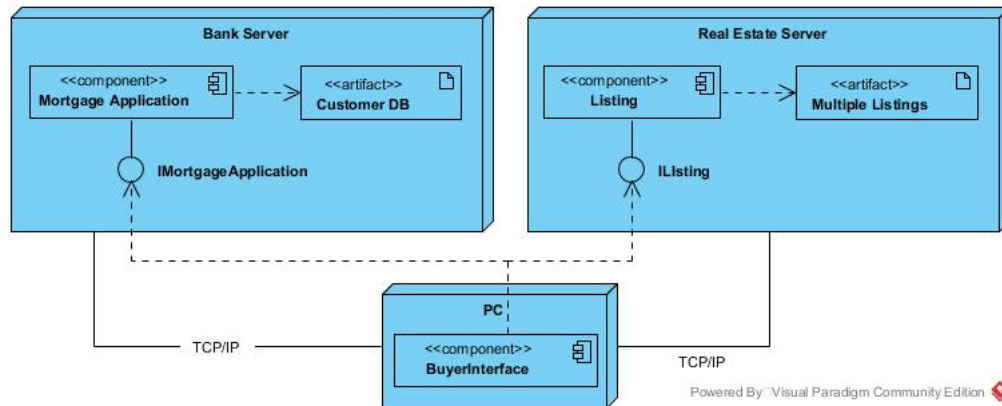 Bank Server
<<component>>
Mortgage Application
<<artifact>>
Customer DB
IMortgageApplication
Real Estate Server
<<component>>
Listing
<<artifact>>
Multiple Listings
IListing
PC
<<component>>
BuyerInterface
TCP/IP
TCP/IP
Powered By Visual Paradigm Community Edition